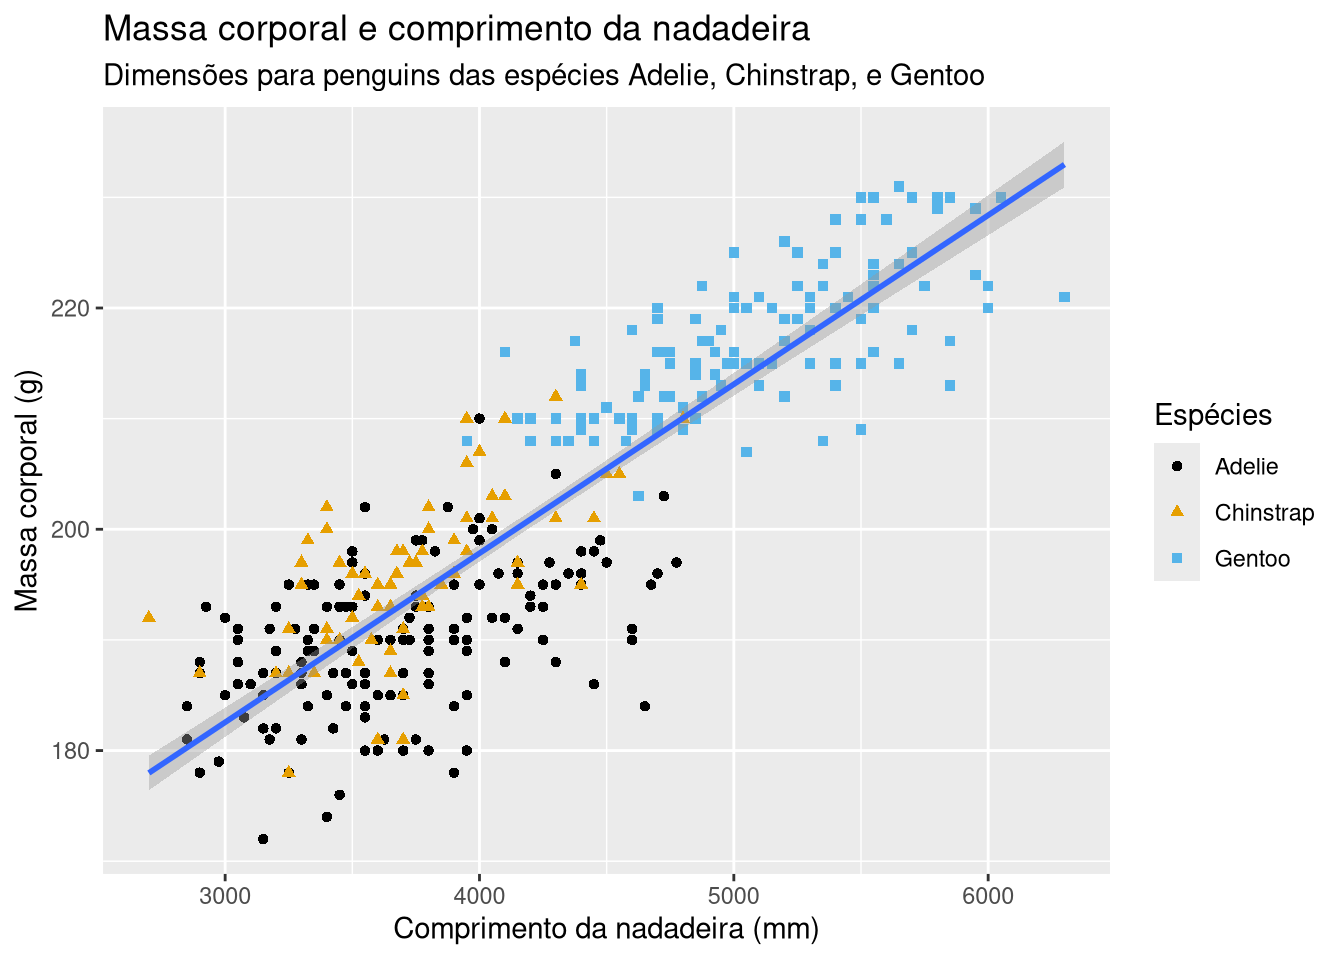 Massa corporal e comprimento da nadadeira
Dimensões para penguins das espécies Adelie, Chinstrap, e Gentoo
220
200
180
Massa corporal (g)
3000 4000 5000 6000
Comprimento da nadadeira (mm)
Espécies
Adelie
Chinstrap
Gentoo